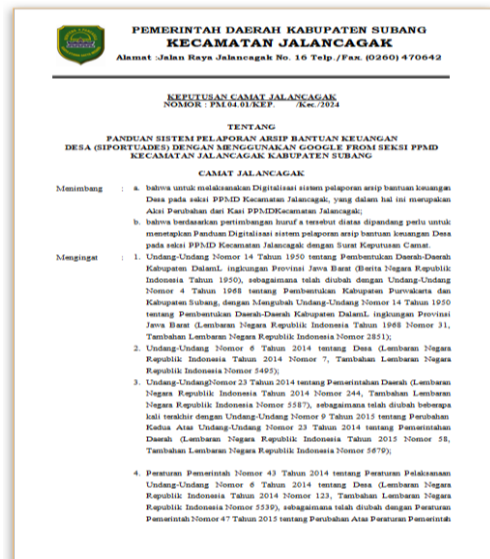 PEMERINTAH DAERAH KABUPATEN SUBANG
KECAMATAN JALANCAGAK
Alamat :Jalan Raya Jalancagak No. 16 Telp./Fax. (0260) 470642
KEPUTUSAN CAMAT JALANCAGAK
NOMOR : PM.04.01/KEP. /Kec./2024
TENTANG
PANDUAN SISTEM PELAPORAN ARSIP BANTUAN KEUANGAN
DESA (SIPORTUADES) DENGAN MENGGUNAKAN GOOGLE FROM SEKSI PPMD
KECAMATAN JALANCAGAK KABUPATEN SUBANG
CAMAT JALANCAGAK
Menimbang : a. bahwa untuk melaksanakan Digitalisasi sistem pelaporan arsip bantuan keuangan
Desa pada seksi PPMD Kecamatan Jalancagak, yang dalam hal ini merupakan
Aksi Perubahan dari Kasi PPMDKecamatan Jalancagak;
b. bahwa berdasarkan pertimbangan huruf a tersebut diatas dipandang perlu untuk
menetapkan Panduan Digitalisasi sistem pelaporan arsip bantuan keuangan Desa
pada seksi PPMD Kecamatan Jalancagak dengan Surat Keputusan Camat.
Mengingat : 1. Undang-Undang Nomor 14 Tahun 1950 tentang Pembentukan Daerah-Daerah
Kabupaten DalamL ingkungan Provinsi Jawa Barat (Berita Negara Republik
Indonesia Tahun 1950), sebagaimana telah diubah dengan Undang-Undang
Nomor 4 Tahun 1968 tentang Pembentukan Kabupaten Purwakarta dan
Kabupaten Subang, dengan Mengubah Undang-Undang Nomor 14 Tahun 1950
tentang Pembentukan Daerah-Daerah Kabupaten DalamL ingkungan Provinsi
Jawa Barat (Lembaran Negara Republik Indonesia Tahun 1968 Nomor 31,
Tambahan Lembaran Negara Republik Indonesia Nomor 2851);
2. Undang-Undang Nomor 6 Tahun 2014 tentang Desa (Lembaran Negara
Republik Indonesia Tahun 2014 Nomor 7, Tambahan Lembaran Negara
Republik Indonesia Nomor 5495);
3. Undang-UndangNomor 23 Tahun 2014 tentang Pemerintahan Daerah (Lembaran
Negara Republik Indonesia Tahun 2014 Nomor 244, Tambahan Lembaran
Negara Republik Indonesia Nomor 5587), sebagaimana telah diubah beberapa
kali terakhir dengan Undang-Undang Nomor 9 Tahun 2015 tentang Perubahan
Kedua Atas Undang-Undang Nomor 23 Tahun 2014 tentang Pemerintahan
Daerah (Lembaran Negara Republik Indonesia Tahun 2015 Nomor 58,
Tambahan Lembaran Negara Republik Indonesia Nomor 5679);
4. Peraturan Pemerintah Nomor 43 Tahun 2014 tentang Peraturan Pelaksanaan
Undang-Undang Nomor 6 Tahun 2014 tentang Desa (Lembaran Negara
Republik Indonesia Tahun 2014 Nomor 123, Tambahan Lembaran Negara
Republik Indonesia Nomor 5539), sebagaimana telah diubah dengan Peraturan
Pemerintah Nomor 47 Tahun 2015 tentang Perubahan Atas Peraturan Pemerintah